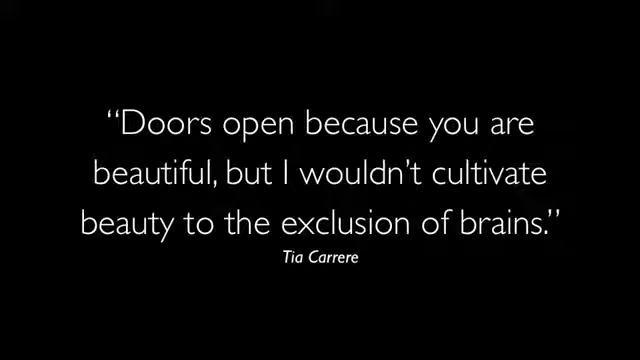 “Doors open because you are
beautiful, but I wouldn’t cultivate
beauty to the exclusion of brains.”
Tia Carrere